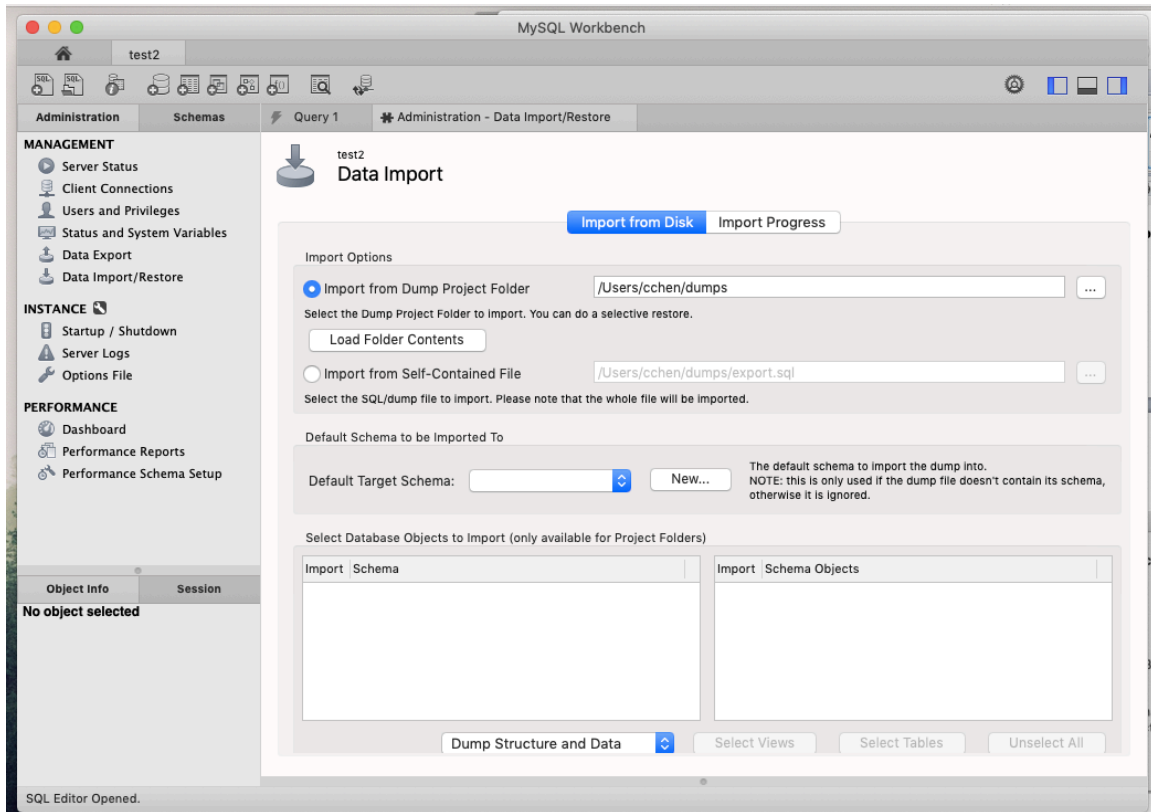 MySQL Workbench
test2
SQL SQL
Administration
Schemas
MANAGEMENT
Server Status
Client Connections
Users and Privileges
Status and System Variables
Data Export
Data Import/Restore
INSTANCE
Startup / Shutdown
Server Logs
Options File
PERFORMANCE
Dashboard
Performance Reports
Performance Schema Setup
Object Info
Session
No object selected
Query 1
Administration - Data Import/Restore
test2
Data Import
Import from Disk
Import Progress
Import Options
Import from Dump Project Folder
/Users/cchen/dumps
...
Select the Dump Project Folder to import. You can do a selective restore.
Load Folder Contents
Import from Self-Contained File
/Users/cchen/dumps/export.sql
...
Select the SQL/dump file to import. Please note that the whole file will be imported.
Default Schema to be Imported To
Default Target Schema:
New...
The default schema to import the dump into.
NOTE: this is only used if the dump file doesn't contain its schema,
otherwise it is ignored.
Select Database Objects to Import (only available for Project Folders)
Import Schema
Import Schema Objects
Dump Structure and Data
Select Views
Select Tables
Unselect All
SQL Editor Opened.